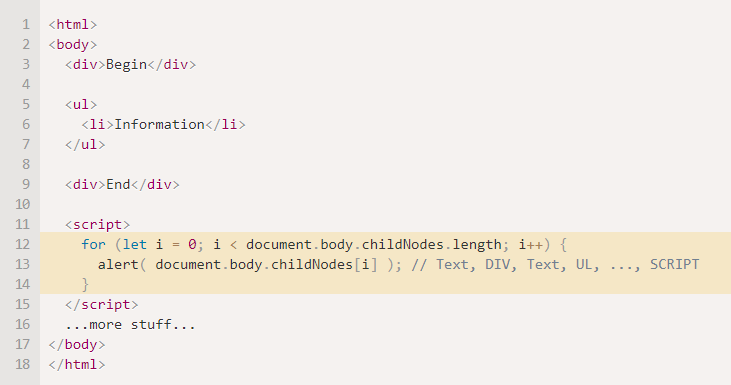 1 <html>
2 <body>
3   <div>Begin</div>
4
5   <ul>
6     <li>Information</li>
7   </ul>
8
9   <div>End</div>
10
11   <script>
12     for (let i = 0; i < document.body.childNodes.length; i++) {
13       alert( document.body.childNodes[i] ); // Text, DIV, Text, UL, ..., SCRIPT
14     }
15   </script>
16   ...more stuff...
17 </body>
18 </html>